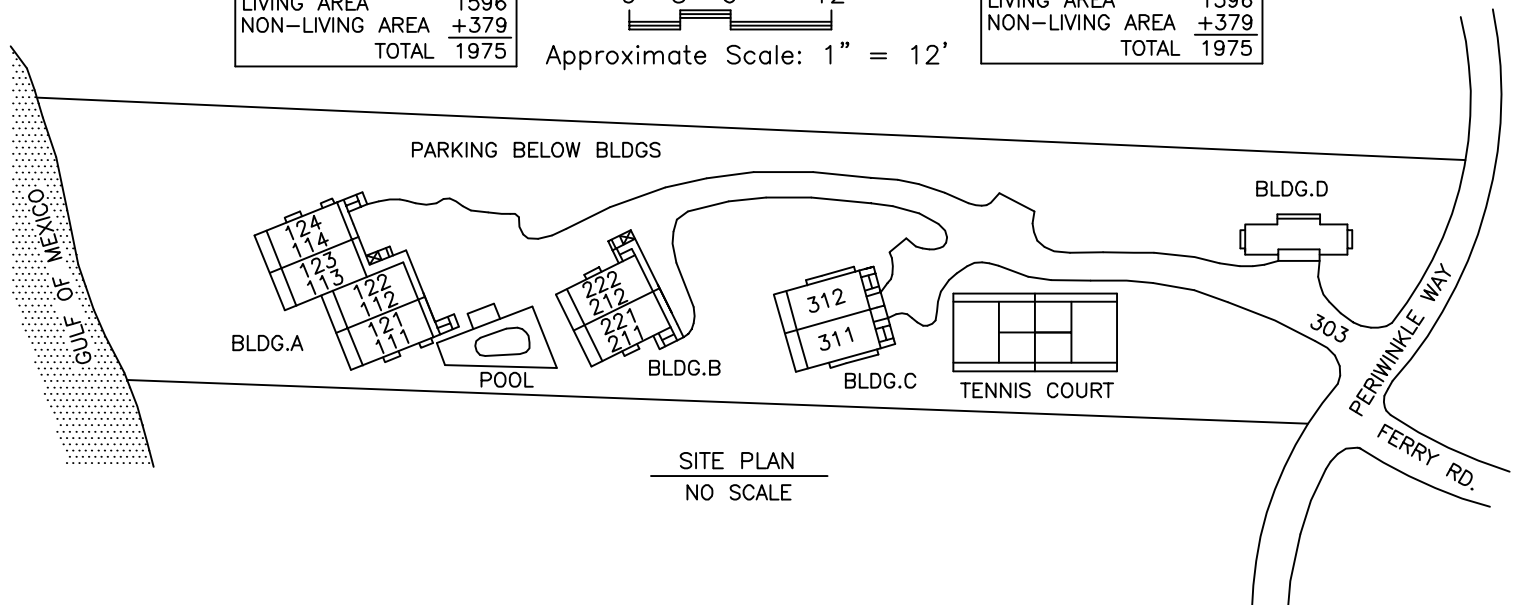 LIVING AREA 1596
NON-LIVING AREA +379
TOTAL 1975
12
Approximate Scale: 1" = 12'
LIVING AREA 1596
NON-LIVING AREA +379
TOTAL 1975
PARKING BELOW BLDGS
GULF OF MEXICO
BLDG.A
124
114
123
113
122
112
121
111
POOL
222
212
221
211
BLDG.B
312
311
BLDG.C
TENNIS COURT
BLDG.D
303
PERIWINKLE WAY
FERRY RD.
SITE PLAN
NO SCALE